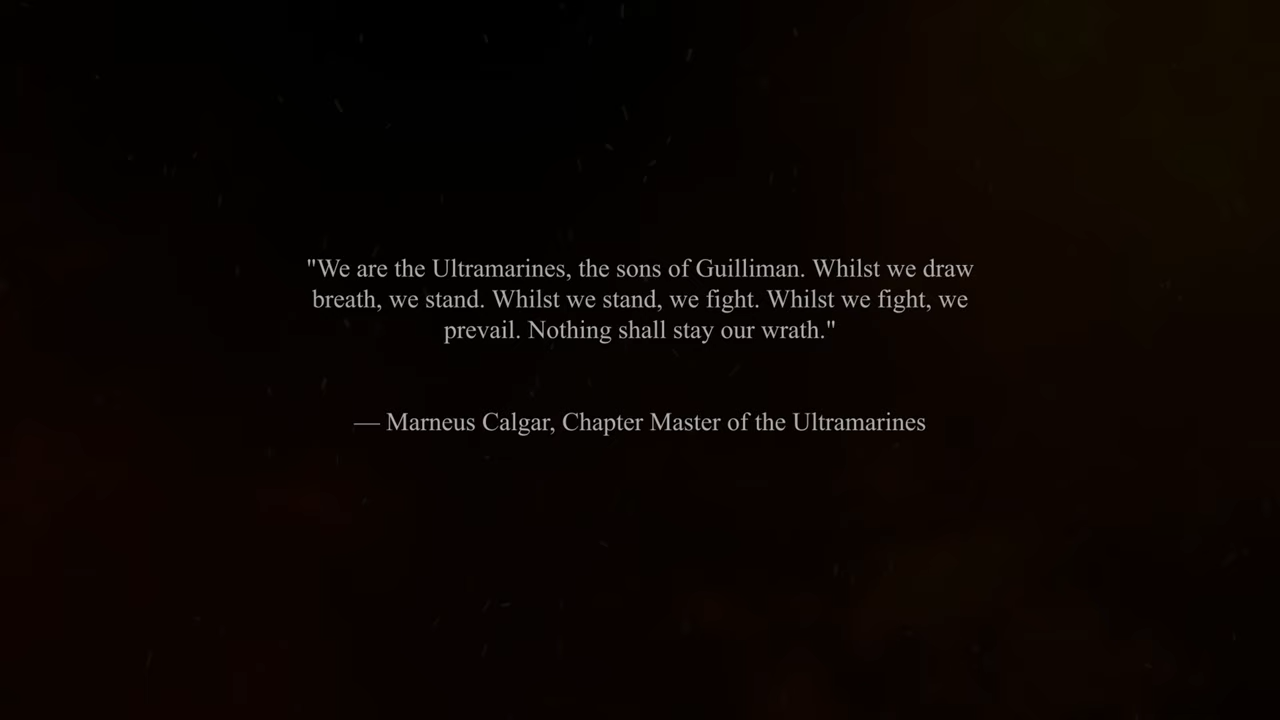 "We are the Ultramarines, the sons of Guilliman. Whilst we draw
breath, we stand. Whilst we stand, we fight. Whilst we fight, we
prevail. Nothing shall stay our wrath."
— Marneus Calgar, Chapter Master of the Ultramarines